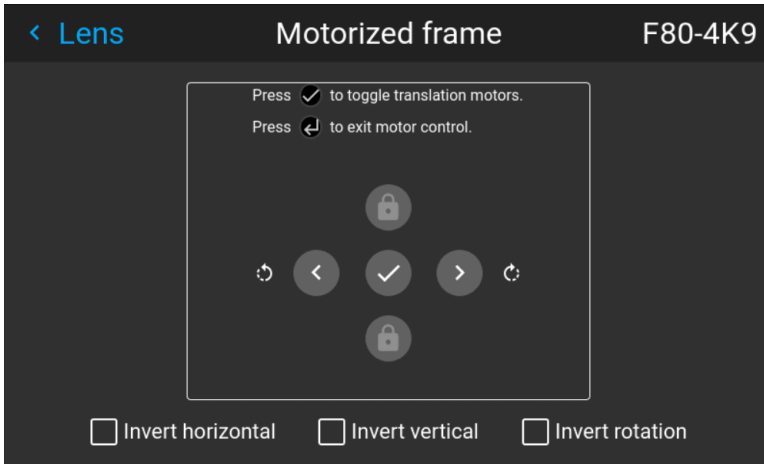 Lens Motorized frame F80-4K9
Press to toggle translation motors.
Press to exit motor control.
Invert horizontal Invert vertical Invert rotation